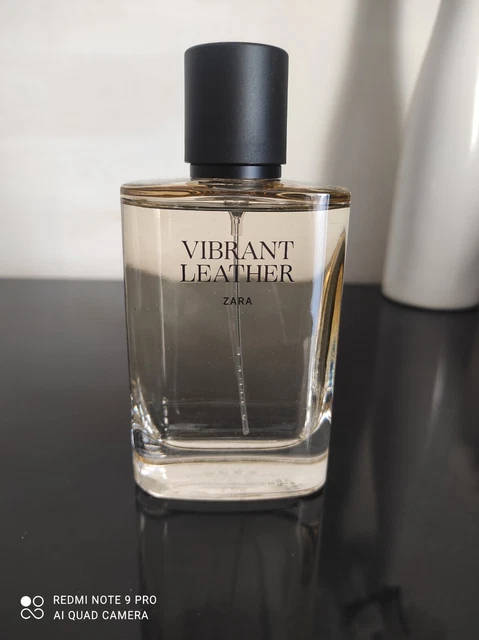 VIBRANT
LEATHER
ZARA
REDMI NOTE 9 PRO
AI QUAD CAMERA